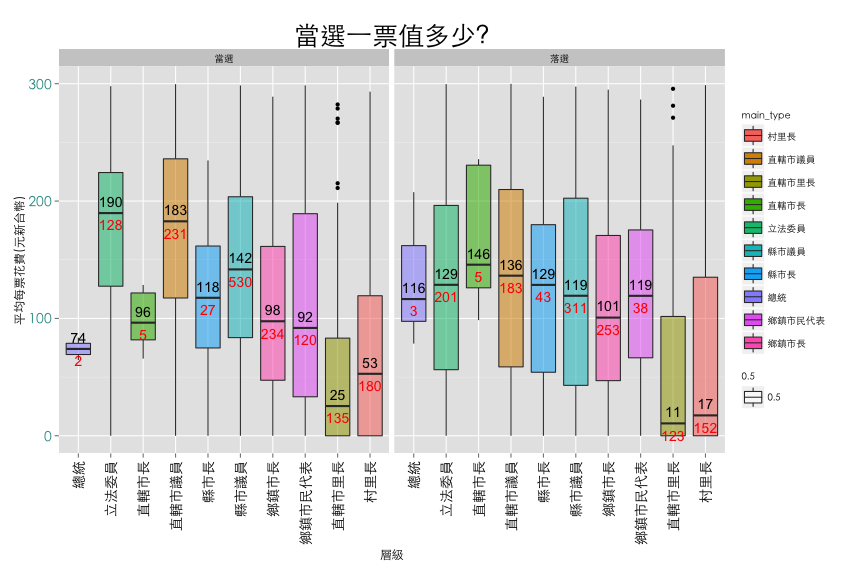 當選一票值多少?
當選
落選
平均每票花費(元新台幣)
300
200
100
0
74
2
190
128
96
5
183
231
118
27
142
530
98
234
92
120
25
135
53
180
116
3
129
201
146
5
136
183
129
43
119
311
101
253
119
38
11
123
17
152
總統
立法委員
直轄市長
直轄市議員
縣市長
縣市議員
鄉鎮市長
鄉鎮市民代表
直轄市里長
村里長
總統
立法委員
直轄市長
直轄市議員
縣市長
縣市議員
鄉鎮市長
鄉鎮市民代表
直轄市里長
村里長
層級
main_type
村里長
直轄市議員
直轄市里長
直轄市長
立法委員
縣市議員
縣市長
總統
鄉鎮市民代表
鄉鎮市長
0.5
0.5